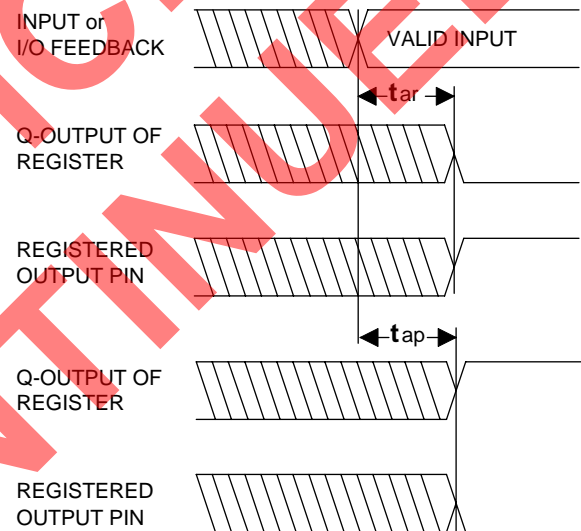 INPUT or
I/O FEEDBACK
VALID INPUT
tar
Q-OUTPUT OF
REGISTER
REGISTERED
OUTPUT PIN
tap
Q-OUTPUT OF
REGISTER
REGISTERED
OUTPUT PIN